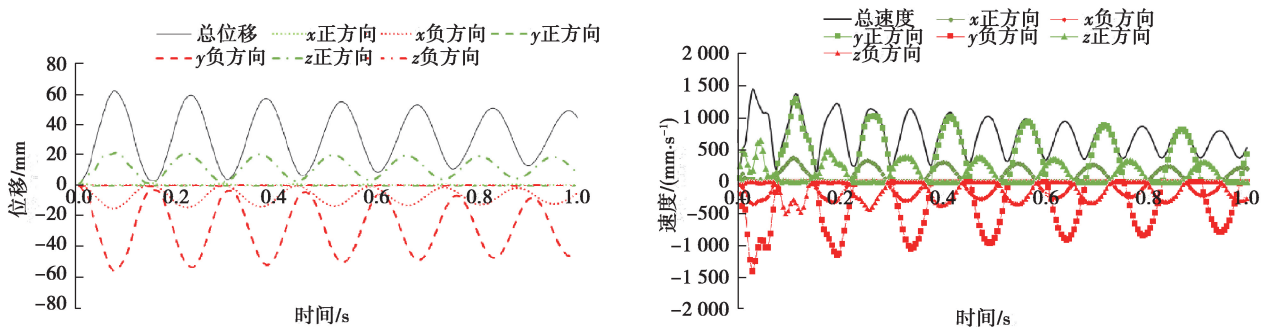 总位移 x正方向 x负方向 y正方向
y负方向 z正方向 z负方向
80
60
40
20
0
-20
-40
-60
-80
位移/mm
0.0 0.2 0.4 0.6 0.8 1.0
时间/s
总速度 x正方向 x负方向
y正方向 y负方向 z正方向
z负方向
2 000
1 500
1 000
500
0
-500
-1 000
-1 500
-2 000
速度/(mm·s⁻¹)
0.0 0.2 0.4 0.6 0.8 1.0
时间/s